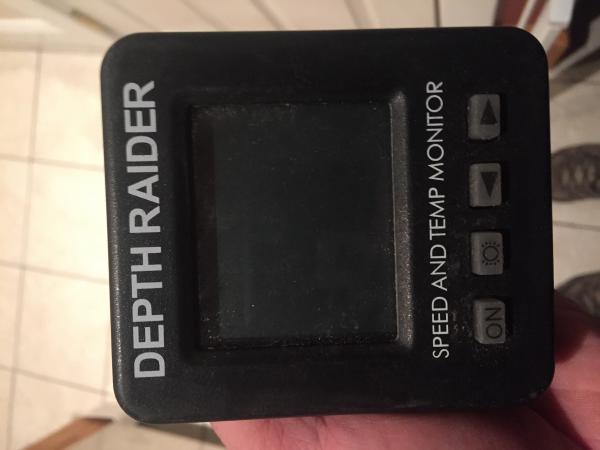 DEPTH RAIDER
SPEED AND TEMP MONITOR
ON